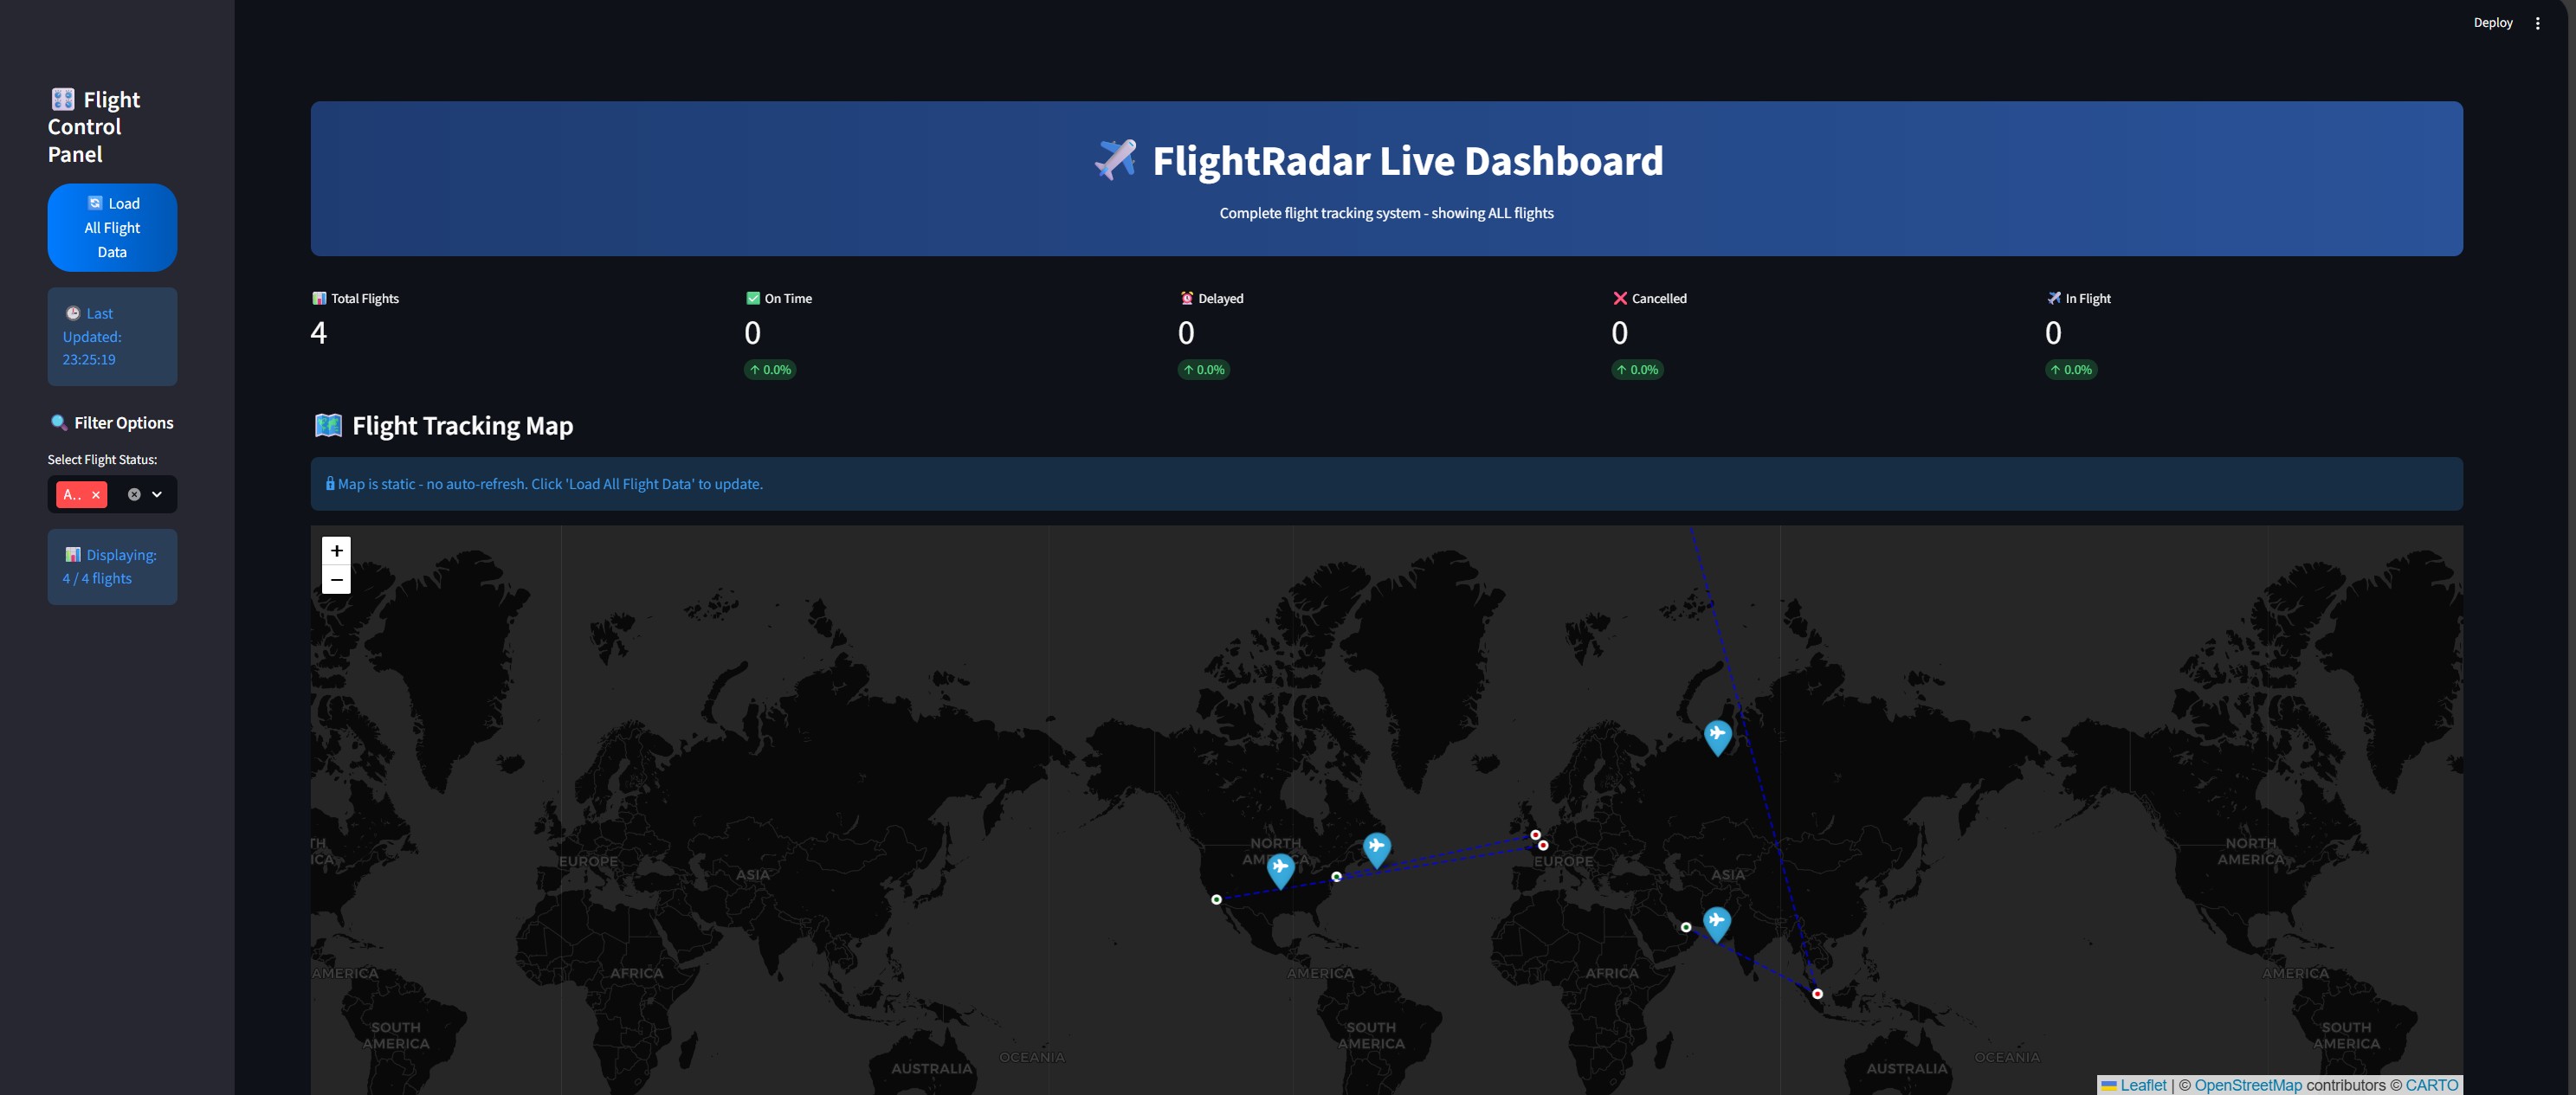 Deploy
Flight
Control
Panel
Load
All Flight
Data
Last
Updated:
23:25:19
Filter Options
Select Flight Status:
A..
Displaying:
4 / 4 flights
FlightRadar Live Dashboard
Complete flight tracking system - showing ALL flights
Total Flights
4
On Time
0
↑ 0.0%
Delayed
0
↑ 0.0%
Cancelled
0
↑ 0.0%
In Flight
0
↑ 0.0%
Flight Tracking Map
Map is static - no auto-refresh. Click 'Load All Flight Data' to update.
+
−
EUROPE
ASIA
AFRICA
AMERICA
SOUTH
AMERICA
AUSTRALIA
OCEANIA
NORTH
AMERICA
EUROPE
ASIA
AFRICA
AMERICA
SOUTH
AMERICA
AUSTRALIA
OCEANIA
NORTH
AMERICA
AMERICA
SOUTH
AMERICA
Leaflet | © OpenStreetMap contributors © CARTO